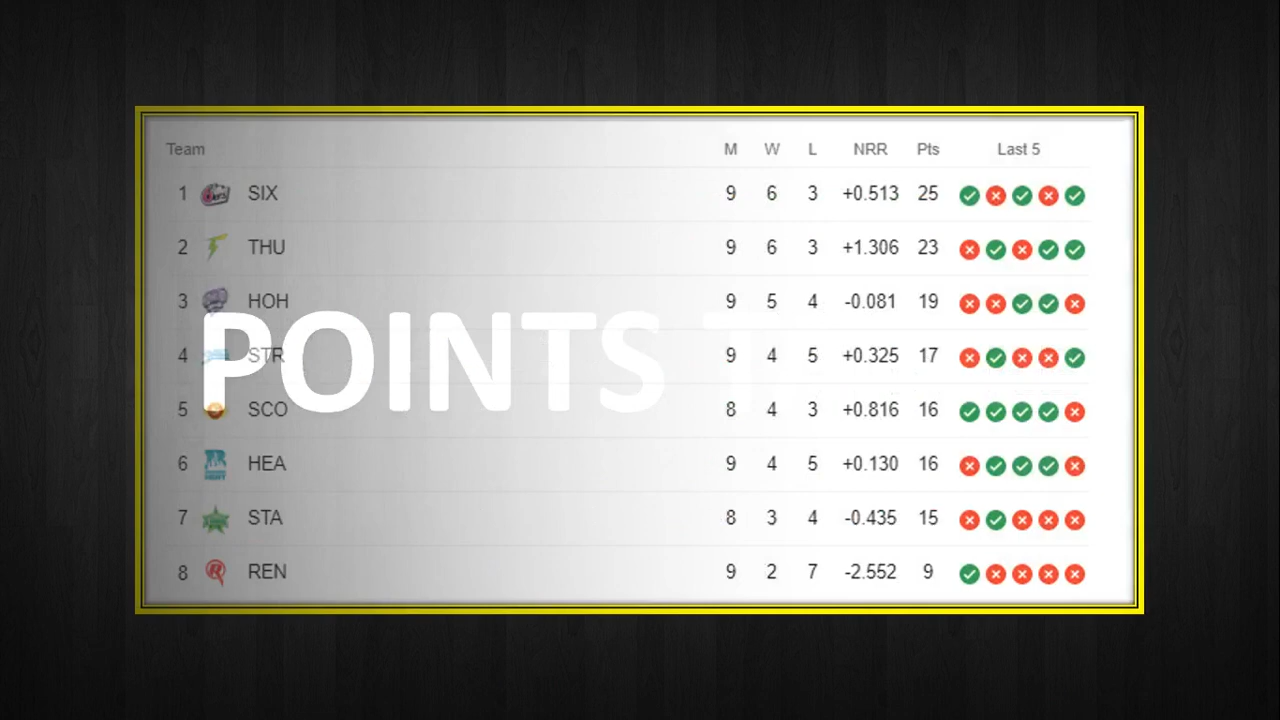 Team M W L NRR Pts Last 5
1 SIX 9 6 3 +0.513 25
2 THU 9 6 3 +1.306 23
3 HOH 9 5 4 -0.081 19
POINTS T
4 STR 9 4 5 +0.325 17
5 SCO 8 4 3 +0.816 16
6 HEA 9 4 5 +0.130 16
7 STA 8 3 4 -0.435 15
8 REN 9 2 7 -2.552 9